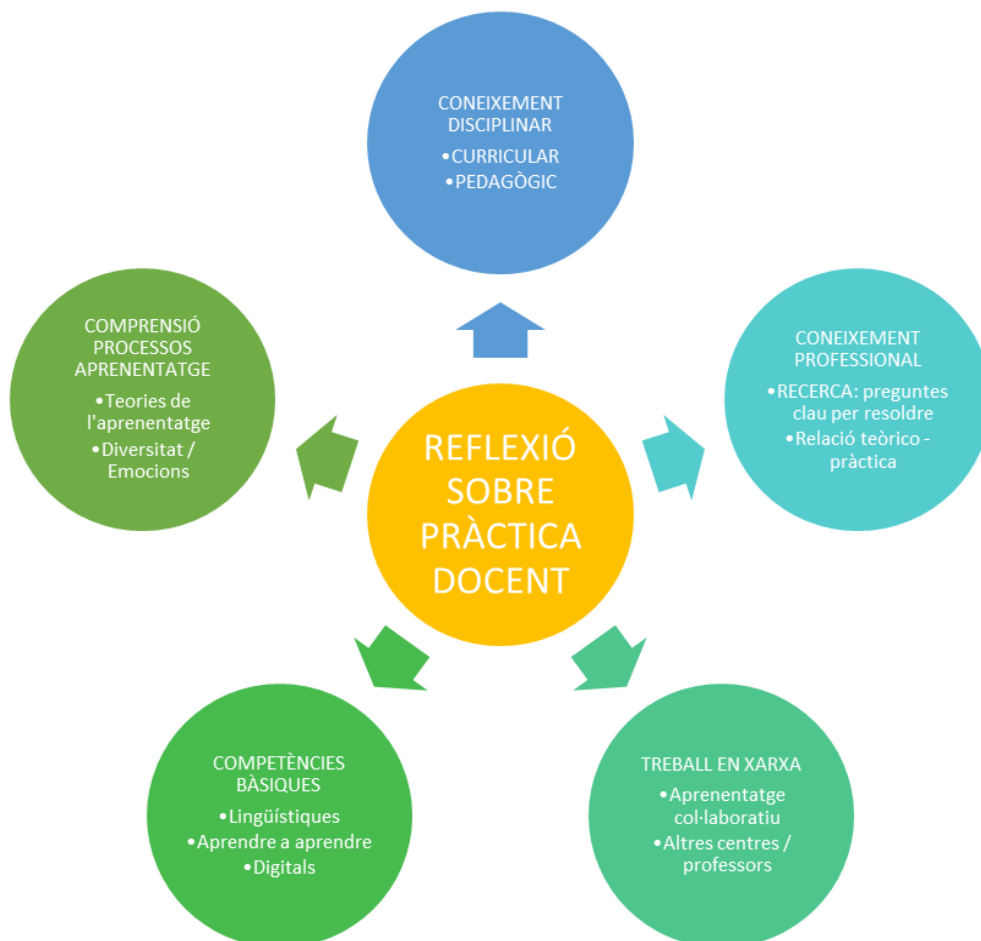 CONEIXEMENT
DISCIPLINAR
•CURRICULAR
•PEDAGÒGIC
CONEIXEMENT
PROFESSIONAL
•RECERCA: preguntes
clau per resoldre
•Relació teòrico -
pràctica
TREBALL EN XARXA
•Aprenentatge
col·laboratiu
•Altres centres /
professors
COMPETÈNCIES
BÀSIQUES
•Lingüístiques
•Aprendre a aprendre
•Digitals
COMPRENSIÓ
PROCESSOS
APRENENTATGE
•Teories de
l'aprenentatge
•Diversitat /
Emocions
REFLEXIÓ
SOBRE
PRÀCTICA
DOCENT